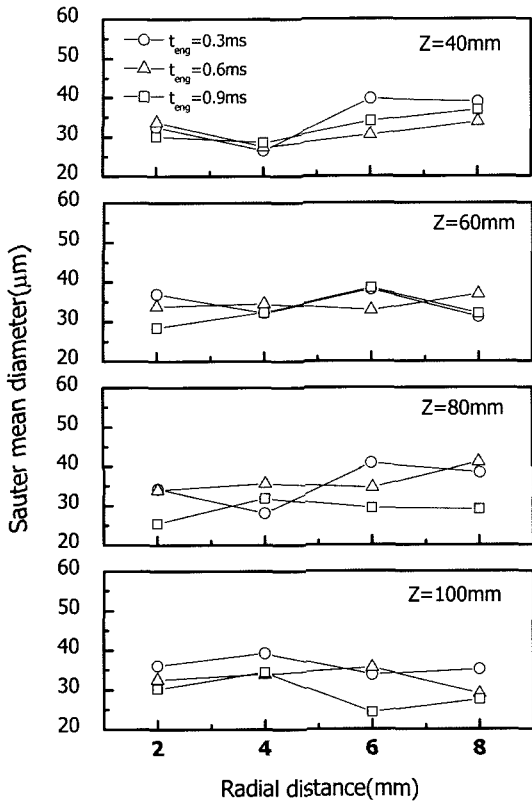 60
50
40
30
20
t_eng=0.3ms
t_eng=0.6ms
t_eng=0.9ms
Z=40mm
60
50
40
30
20
Z=60mm
60
50
40
30
20
Z=80mm
60
50
40
30
20
Z=100mm
2 4 6 8
Radial distance(mm)
Sauter mean diameter(μm)